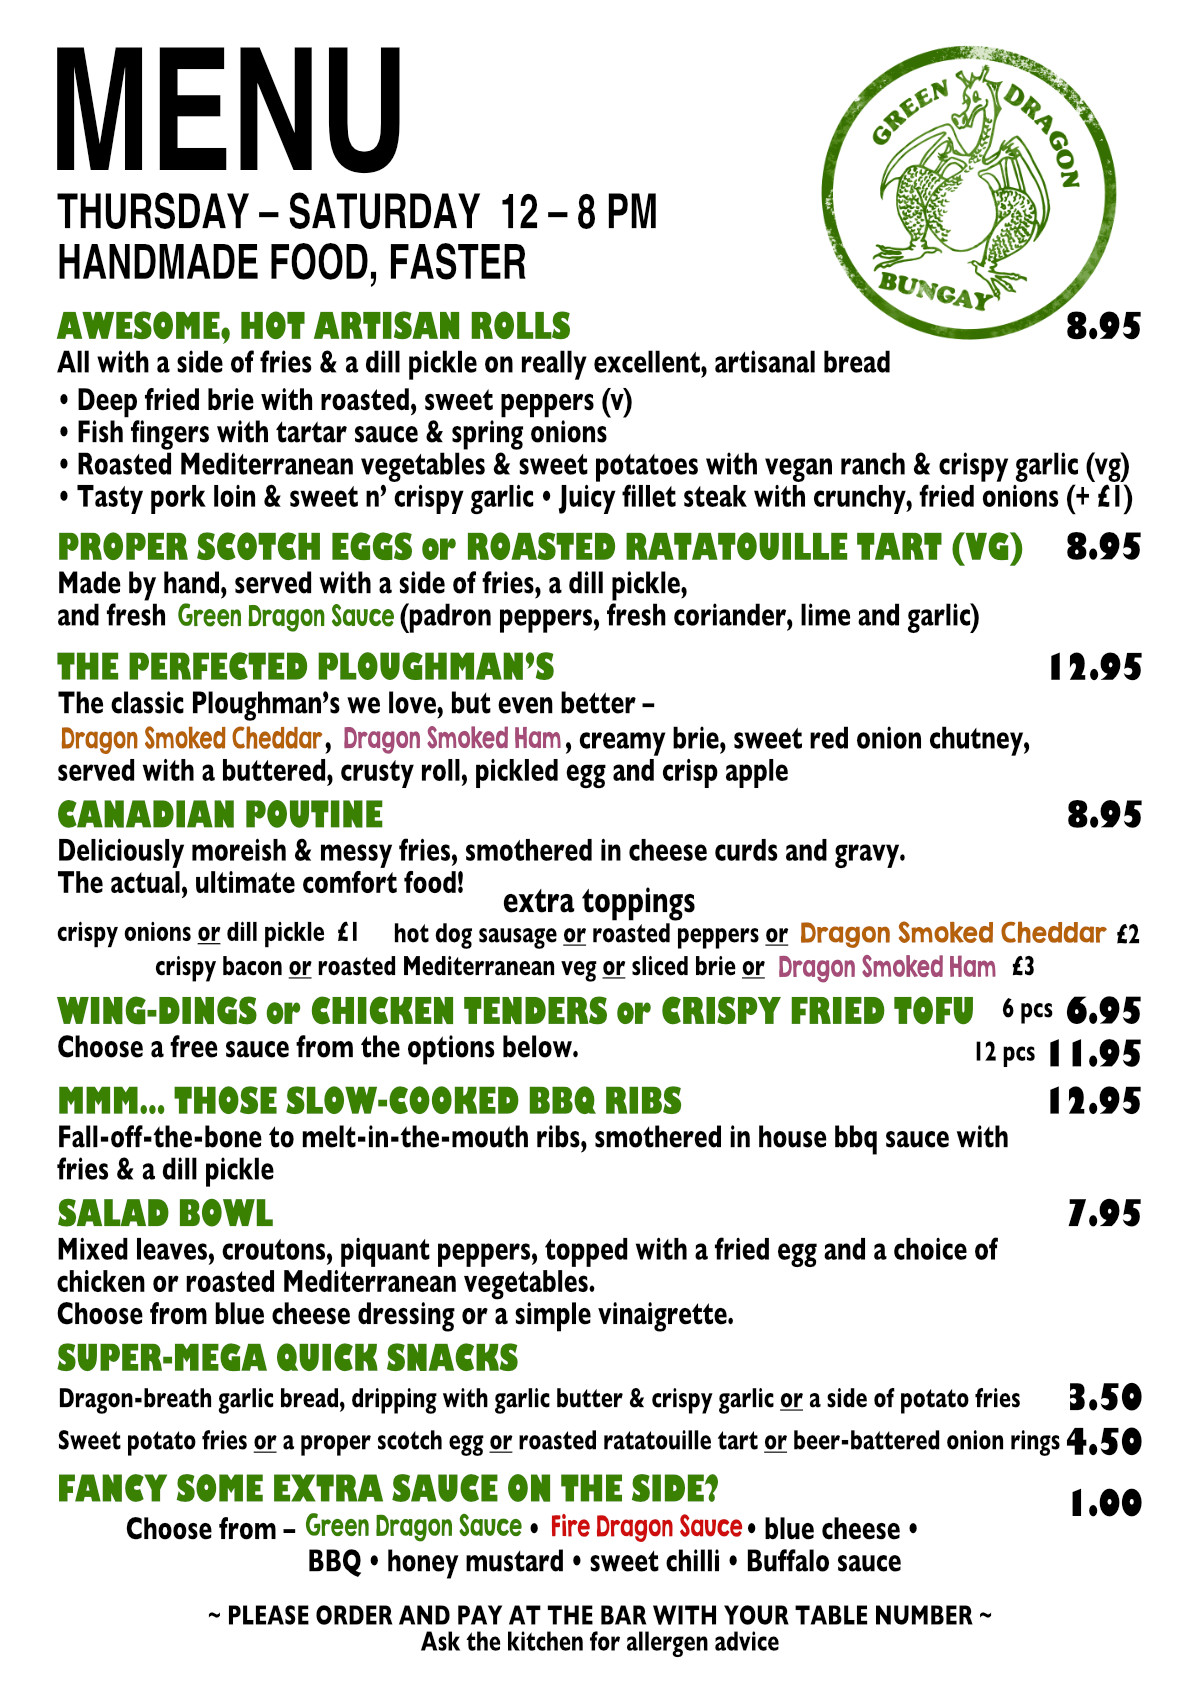 MENU
GREEN DRAGON
BUNGAY
THURSDAY – SATURDAY 12 – 8 PM
HANDMADE FOOD, FASTER
AWESOME, HOT ARTISAN ROLLS 8.95
All with a side of fries & a dill pickle on really excellent, artisanal bread
• Deep fried brie with roasted, sweet peppers (v)
• Fish fingers with tartar sauce & spring onions
• Roasted Mediterranean vegetables & sweet potatoes with vegan ranch & crispy garlic (vg)
• Tasty pork loin & sweet n’ crispy garlic • Juicy fillet steak with crunchy, fried onions (+ £1)
PROPER SCOTCH EGGS or ROASTED RATATOUILLE TART (VG) 8.95
Made by hand, served with a side of fries, a dill pickle,
and fresh Green Dragon Sauce (padron peppers, fresh coriander, lime and garlic)
THE PERFECTED PLOUGHMAN’S 12.95
The classic Ploughman’s we love, but even better –
Dragon Smoked Cheddar, Dragon Smoked Ham, creamy brie, sweet red onion chutney,
served with a buttered, crusty roll, pickled egg and crisp apple
CANADIAN POUTINE 8.95
Deliciously moreish & messy fries, smothered in cheese curds and gravy.
The actual, ultimate comfort food!
extra toppings
crispy onions or dill pickle £1 hot dog sausage or roasted peppers or Dragon Smoked Cheddar £2
crispy bacon or roasted Mediterranean veg or sliced brie or Dragon Smoked Ham £3
WING-DINGS or CHICKEN TENDERS or CRISPY FRIED TOFU 6 pcs 6.95
Choose a free sauce from the options below. 12 pcs 11.95
MMM... THOSE SLOW-COOKED BBQ RIBS 12.95
Fall-off-the-bone to melt-in-the-mouth ribs, smothered in house bbq sauce with
fries & a dill pickle
SALAD BOWL 7.95
Mixed leaves, croutons, piquant peppers, topped with a fried egg and a choice of
chicken or roasted Mediterranean vegetables.
Choose from blue cheese dressing or a simple vinaigrette.
SUPER-MEGA QUICK SNACKS
Dragon-breath garlic bread, dripping with garlic butter & crispy garlic or a side of potato fries 3.50
Sweet potato fries or a proper scotch egg or roasted ratatouille tart or beer-battered onion rings 4.50
FANCY SOME EXTRA SAUCE ON THE SIDE? 1.00
Choose from – Green Dragon Sauce • Fire Dragon Sauce • blue cheese •
BBQ • honey mustard • sweet chilli • Buffalo sauce
~ PLEASE ORDER AND PAY AT THE BAR WITH YOUR TABLE NUMBER ~
Ask the kitchen for allergen advice